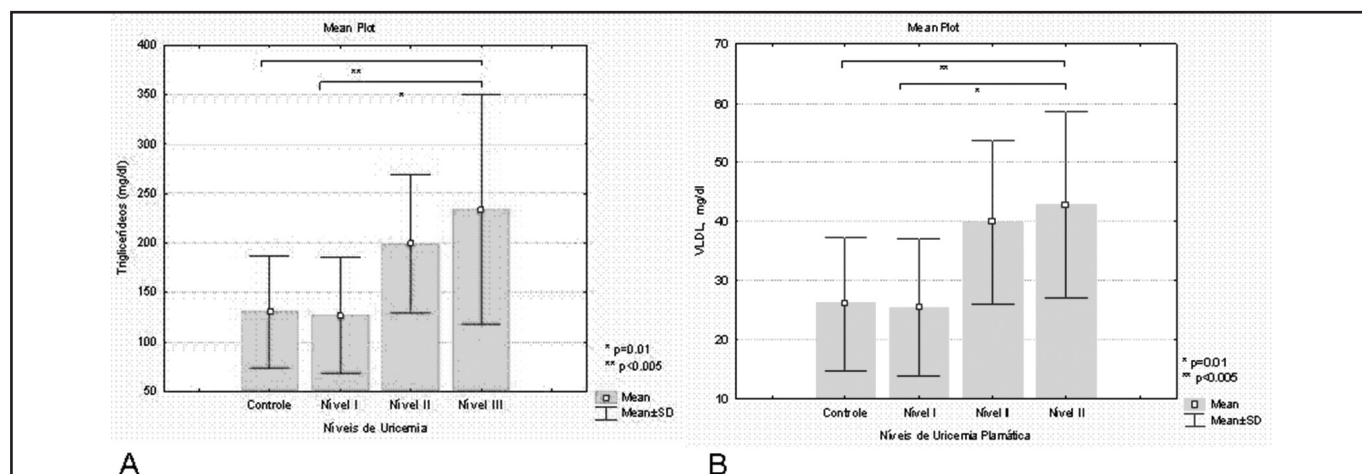 Mean Plot
400
350
300
250
200
150
100
50
Trigliceŕideos (mg/dl)
**
*
Controle Nível I Nível II Nível III
Níveis de Uricemia
* p=0.01
** p<0.005
Mean
Mean±SD
A
Mean Plot
70
60
50
40
30
20
10
VLDL, mg/dl
**
*
Controle Nível I Nível II Nível II
Níveis de Uricemia Plamática
* p=0.01
** p<0.005
Mean
Mean±SD
B